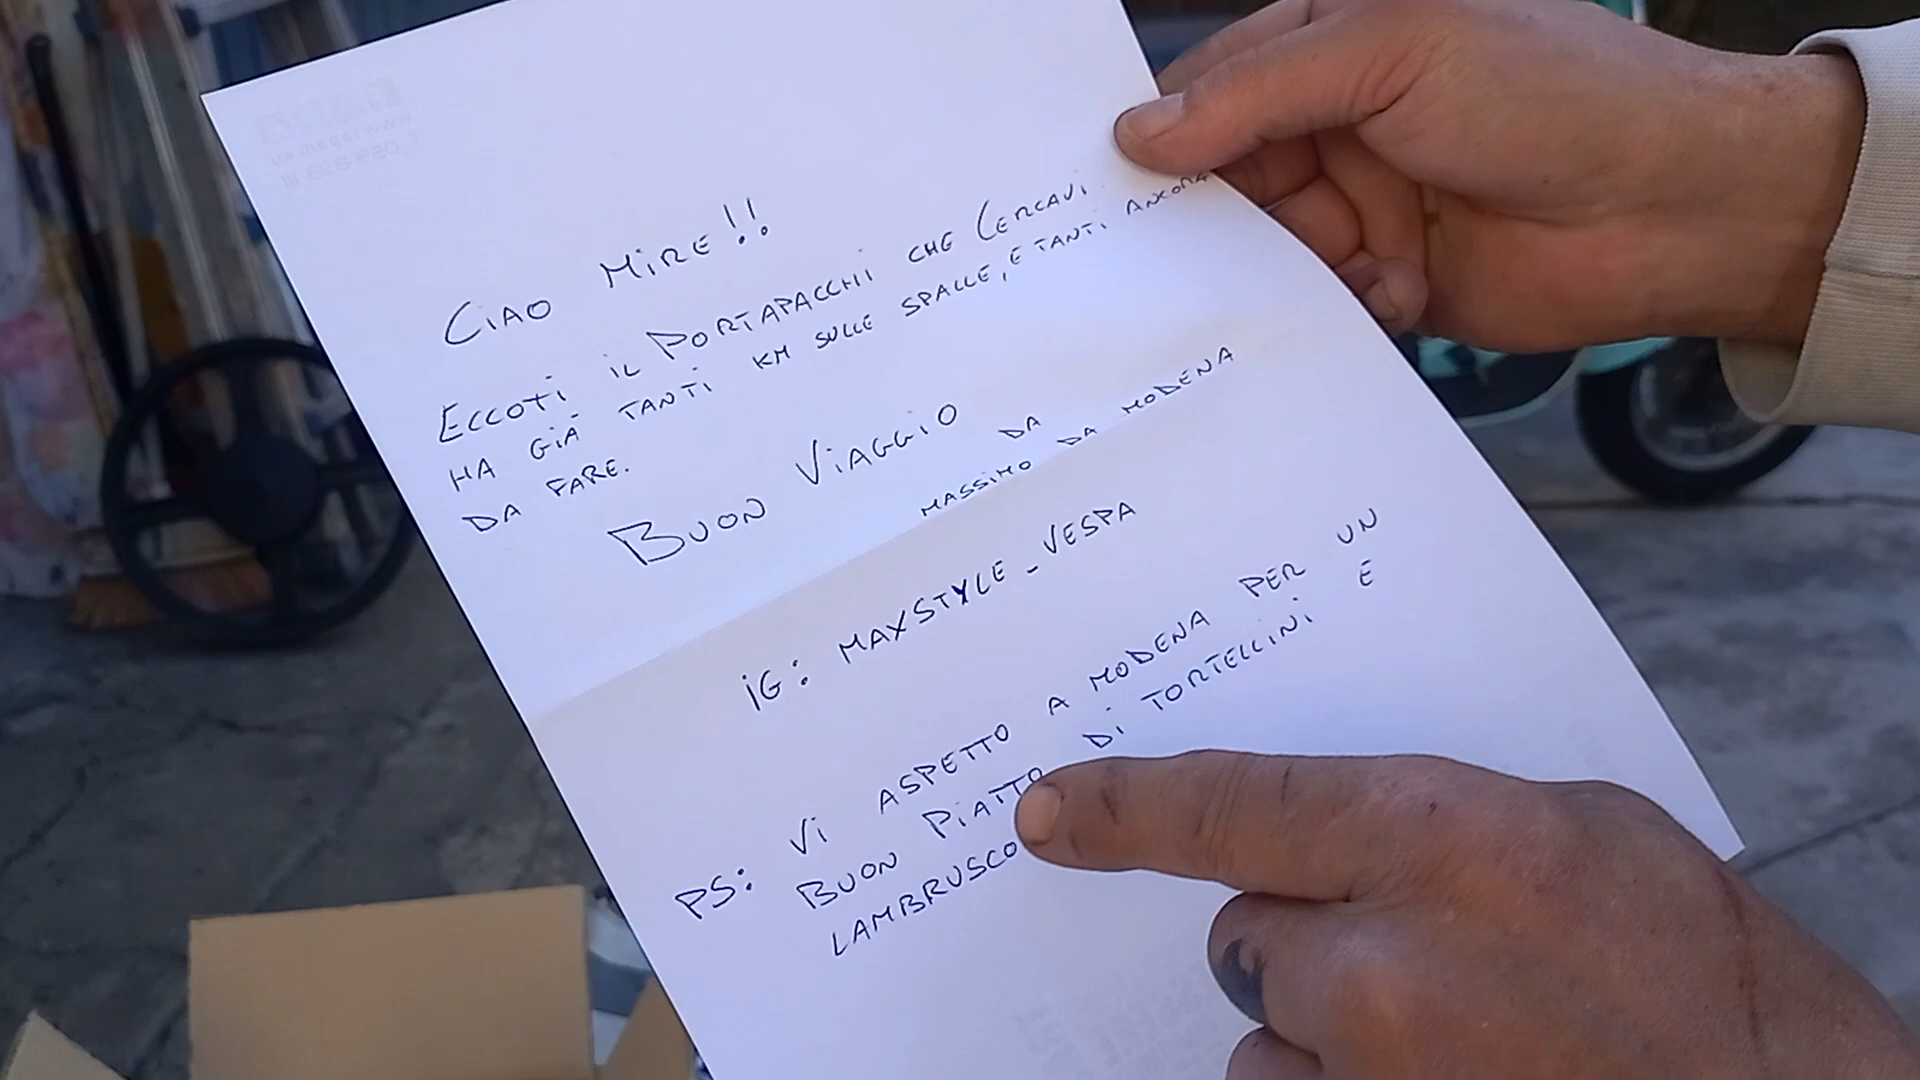 CIAO MIRE!!
ECCOTI IL PORTAPACCHI CHE CERCAVI
HA GIÀ TANTI KM SULLE SPALLE, E TANTI ANCORA
DA FARE.
BUON VIAGGIO
DA
MASSIMO DA MODENA
IG: MAXSTYLE_VESPA
PS: VI ASPETTO A MODENA PER UN
BUON PIATTO DI TORTELLINI E
LAMBRUSCO